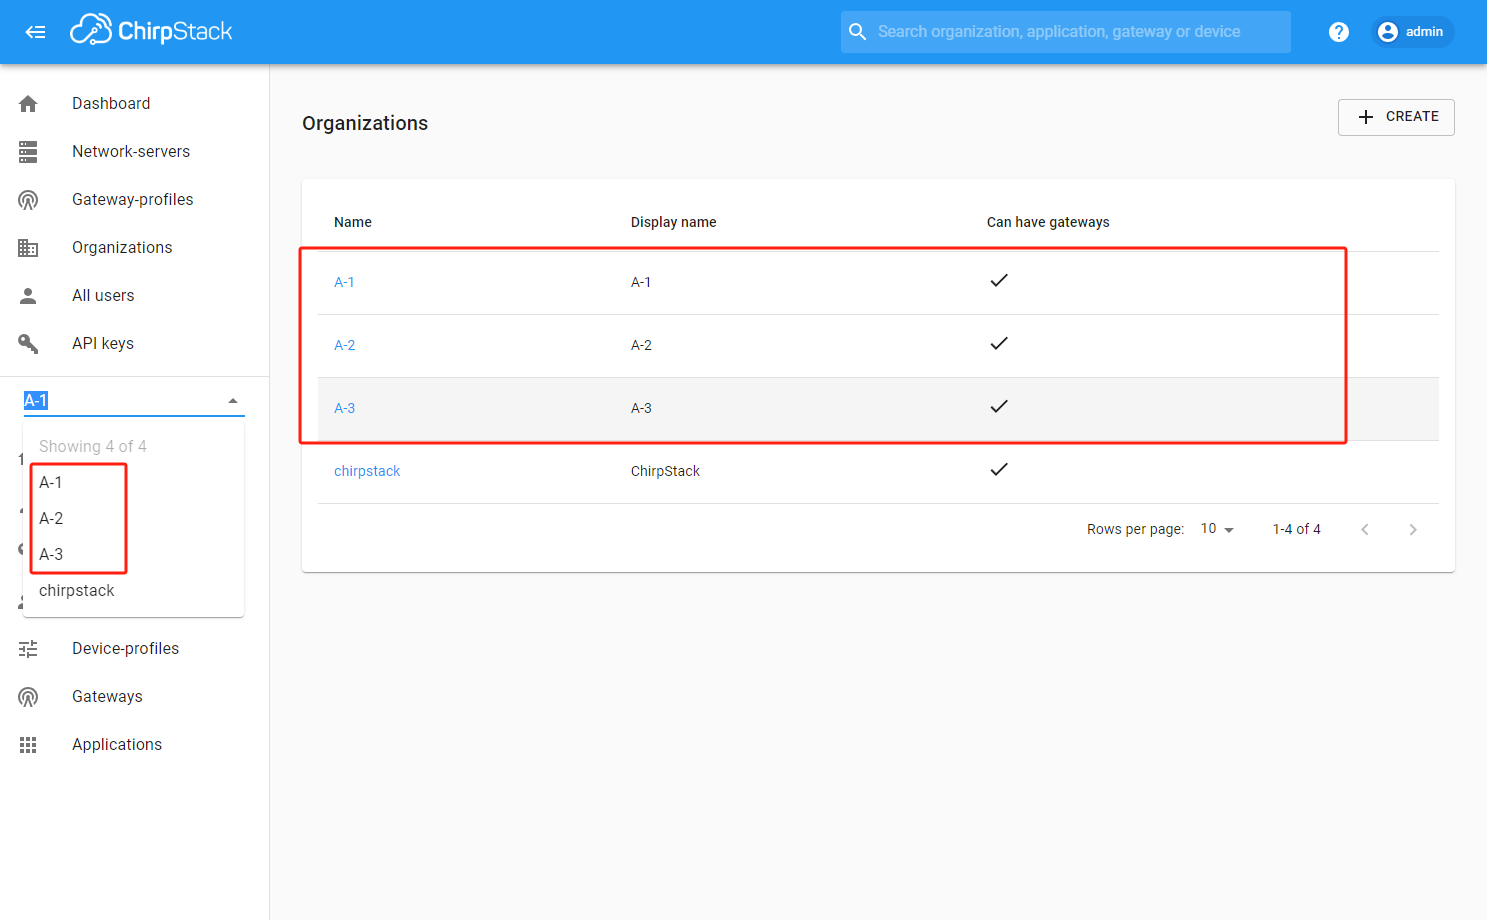 ChirpStack
Search organization, application, gateway or device
?
admin
Dashboard
Network-servers
Gateway-profiles
Organizations
All users
API keys
A-1
Showing 4 of 4
A-1
A-2
A-3
chirpstack
Device-profiles
Gateways
Applications
Organizations
+ CREATE
Name Display name Can have gateways
A-1 A-1
A-2 A-2
A-3 A-3
chirpstack ChirpStack
Rows per page: 10 1-4 of 4